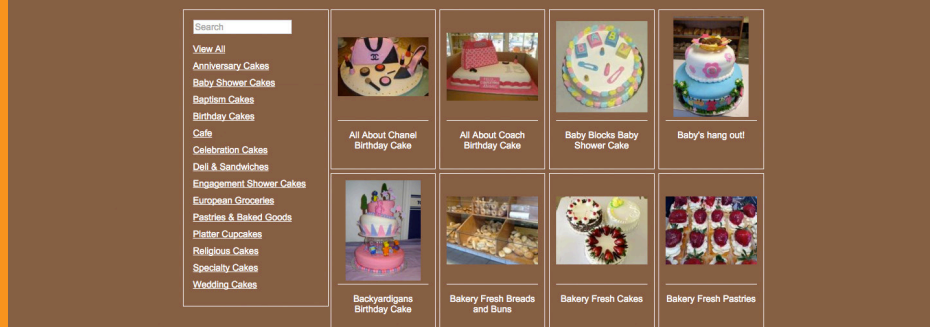 Search
View All
Anniversary Cakes
Baby Shower Cakes
Baptism Cakes
Birthday Cakes
Cafe
Celebration Cakes
Deli & Sandwiches
Engagement Shower Cakes
European Groceries
Pastries & Baked Goods
Platter Cupcakes
Religious Cakes
Specialty Cakes
Wedding Cakes
All About Chanel
Birthday Cake
All About Coach
Birthday Cake
Baby Blocks Baby
Shower Cake
Baby's hang out!
Backyardigans
Birthday Cake
Bakery Fresh Breads
and Buns
Bakery Fresh Cakes
Bakery Fresh Pastries